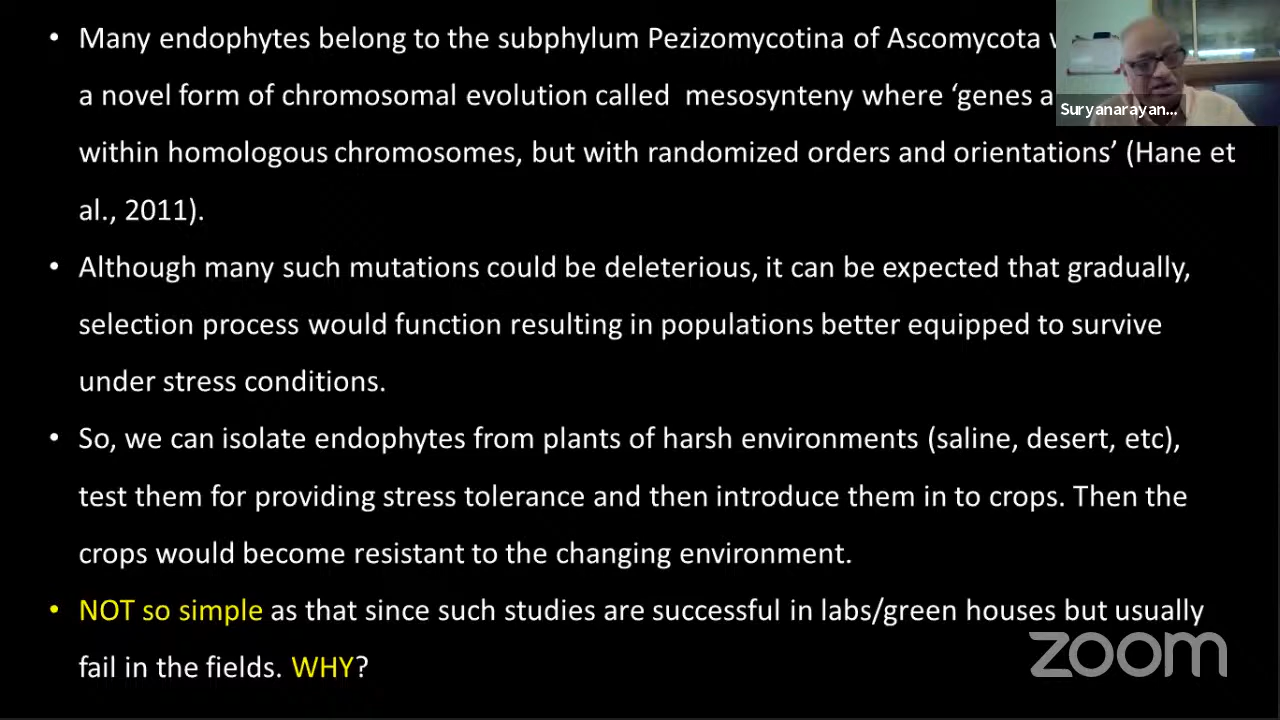 • Many endophytes belong to the subphylum Pezizomycotina of Ascomycota
a novel form of chromosomal evolution called mesosynteny where ‘genes
within homologous chromosomes, but with randomized orders and orientations’ (Hane et
al., 2011).
• Although many such mutations could be deleterious, it can be expected that gradually,
selection process would function resulting in populations better equipped to survive
under stress conditions.
• So, we can isolate endophytes from plants of harsh environments (saline, desert, etc),
test them for providing stress tolerance and then introduce them in to crops. Then the
crops would become resistant to the changing environment.
• NOT so simple as that since such studies are successful in labs/green houses but usually
fail in the fields. WHY?
Suryanarayan...
zoom